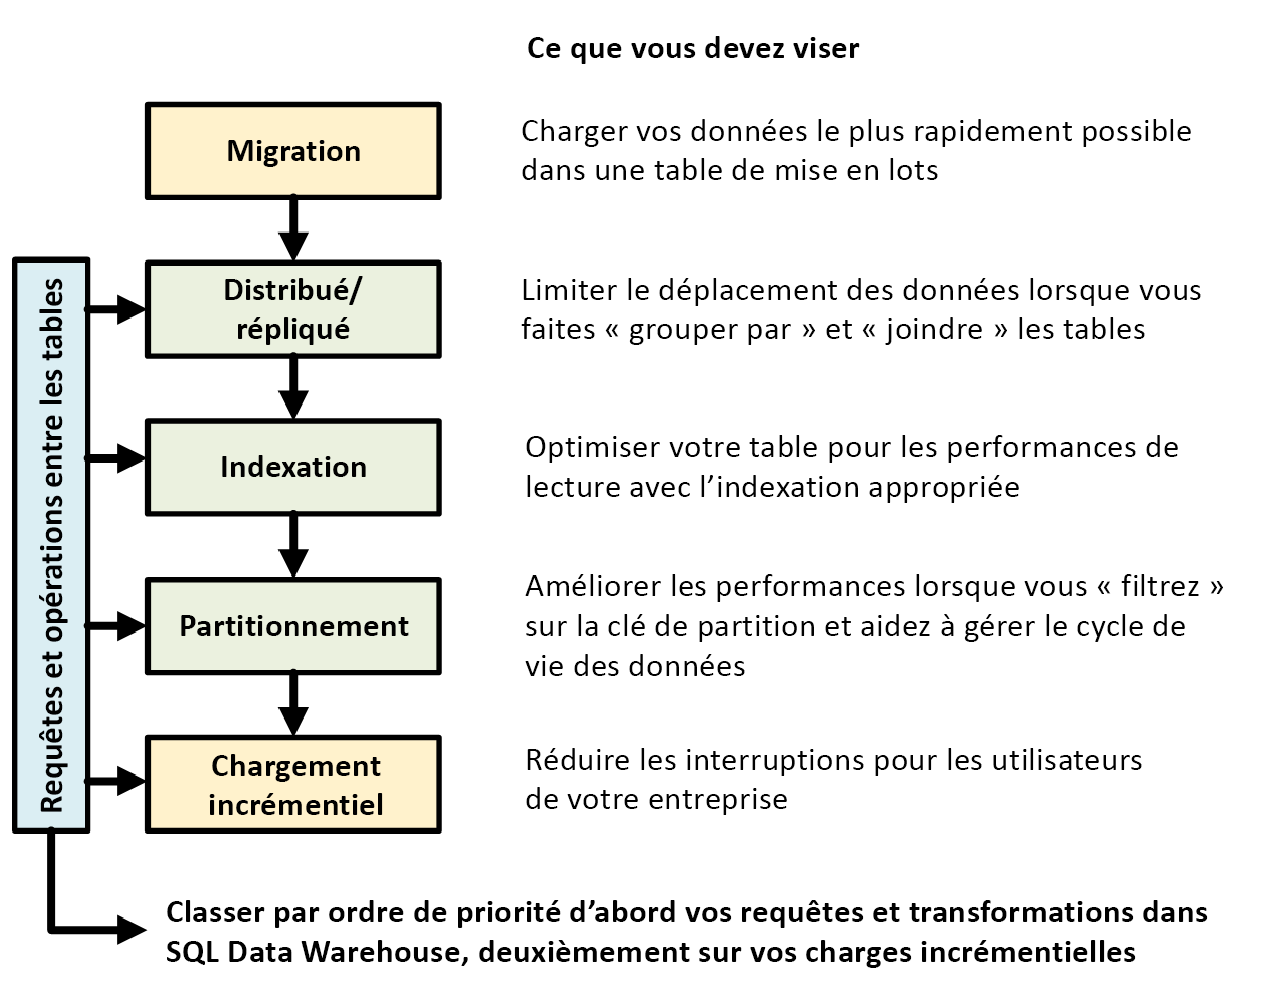 Ce que vous devez viser
Migration
Charger vos données le plus rapidement possible
dans une table de mise en lots
Requêtes et opérations entre les tables
Distribué/
répliqué
Limiter le déplacement des données lorsque vous
faites « grouper par » et « joindre » les tables
Indexation
Optimiser votre table pour les performances de
lecture avec l’indexation appropriée
Partitionnement
Améliorer les performances lorsque vous « filtrez »
sur la clé de partition et aidez à gérer le cycle de
vie des données
Chargement
incrémentiel
Réduire les interruptions pour les utilisateurs
de votre entreprise
Classer par ordre de priorité d’abord vos requêtes et transformations dans
SQL Data Warehouse, deuxièmement sur vos charges incrémentielles